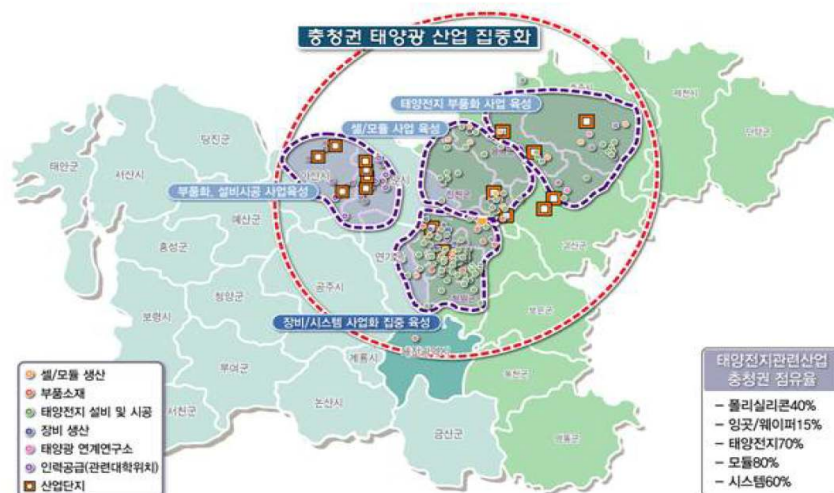 충청권 태양광 산업 집중화
태양전지 부품화 사업 육성
셀/모듈 사업 육성
부품화, 설비시공 사업육성
장비/시스템 사업화 집중 육성
제천시
단양군
당진군
태안군
서산시
아산시
예산군
홍성군
연기군
공주시
청양군
보령시
부여군
계룡시
논산시
서천군
금산군
괴산군
보은군
옥천군
영동군
셀/모듈 생산
부품소재
태양전지 설비 및 시공
장비 생산
태양광 연계연구소
인력공급(관련대학위치)
산업단지
태양전지관련산업
충청권 점유율
– 폴리실리콘40%
– 잉곳/웨이퍼15%
– 태양전지70%
– 모듈80%
– 시스템60%